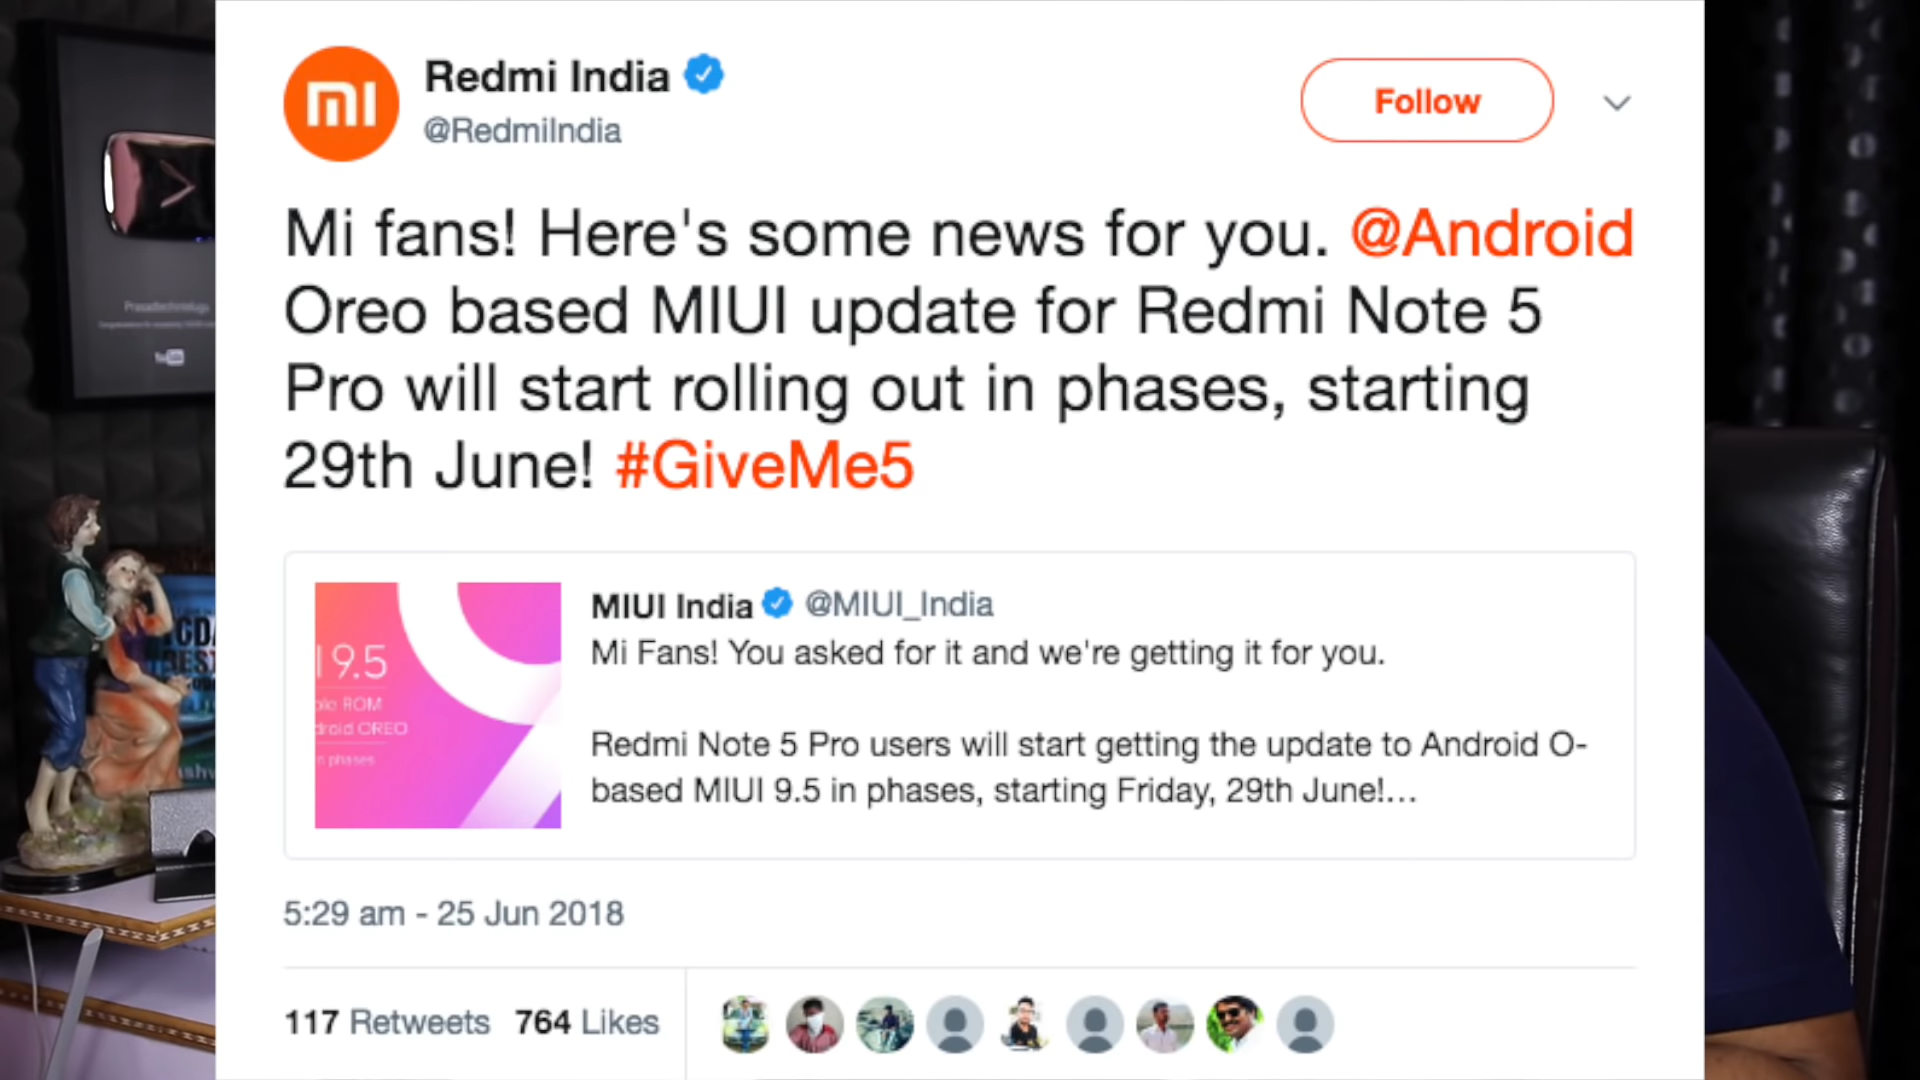 Redmi India
@RedmiIndia
Follow
Mi fans! Here's some news for you. @Android
Oreo based MIUI update for Redmi Note 5
Pro will start rolling out in phases, starting
29th June! #GiveMe5
MIUI India @MIUI_India
Mi Fans! You asked for it and we're getting it for you.
Redmi Note 5 Pro users will start getting the update to Android O-
based MIUI 9.5 in phases, starting Friday, 29th June!...
I 9.5
ROM
OREO
phases
5:29 am - 25 Jun 2018
117 Retweets 764 Likes